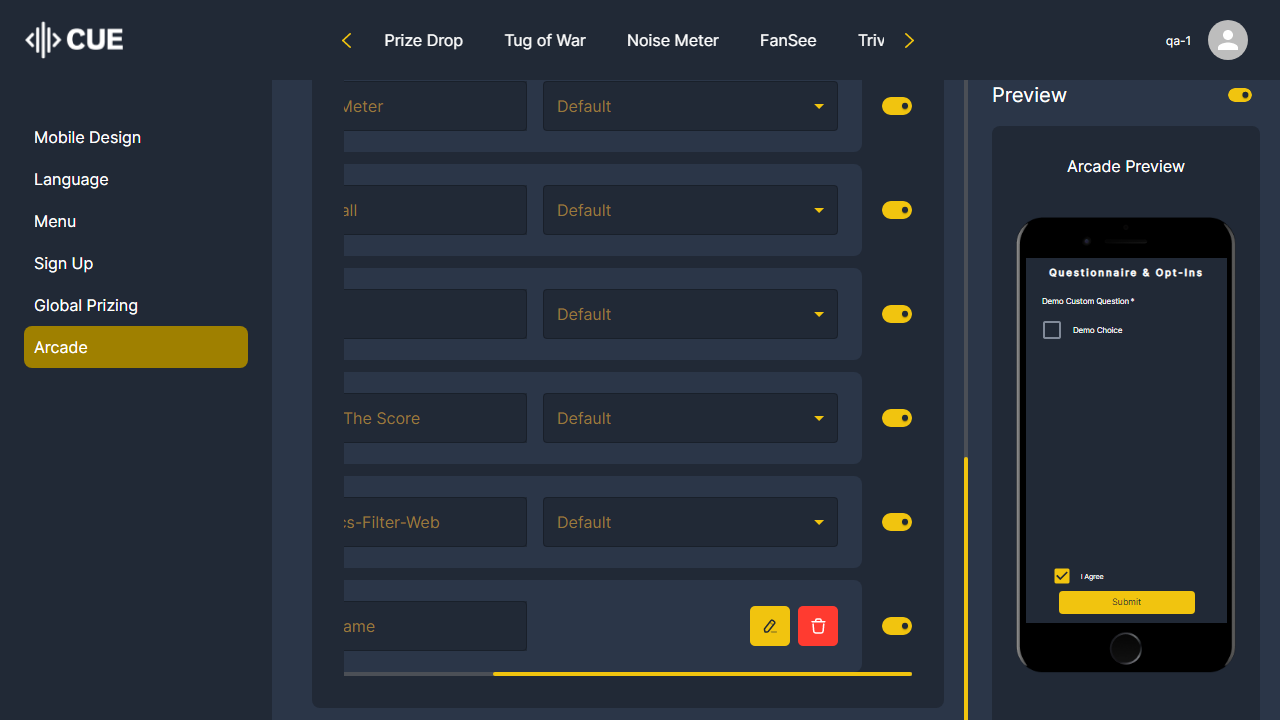 CUE
Prize Drop
Tug of War
Noise Meter
FanSee
Triv
qa-1
Mobile Design
Language
Menu
Sign Up
Global Prizing
Arcade
Meter
Default
all
Default
Default
The Score
Default
cs-Filter-Web
Default
ame
Preview
Arcade Preview
Questionnaire & Opt-Ins
Demo Custom Question *
Demo Choice
I Agree
Submit